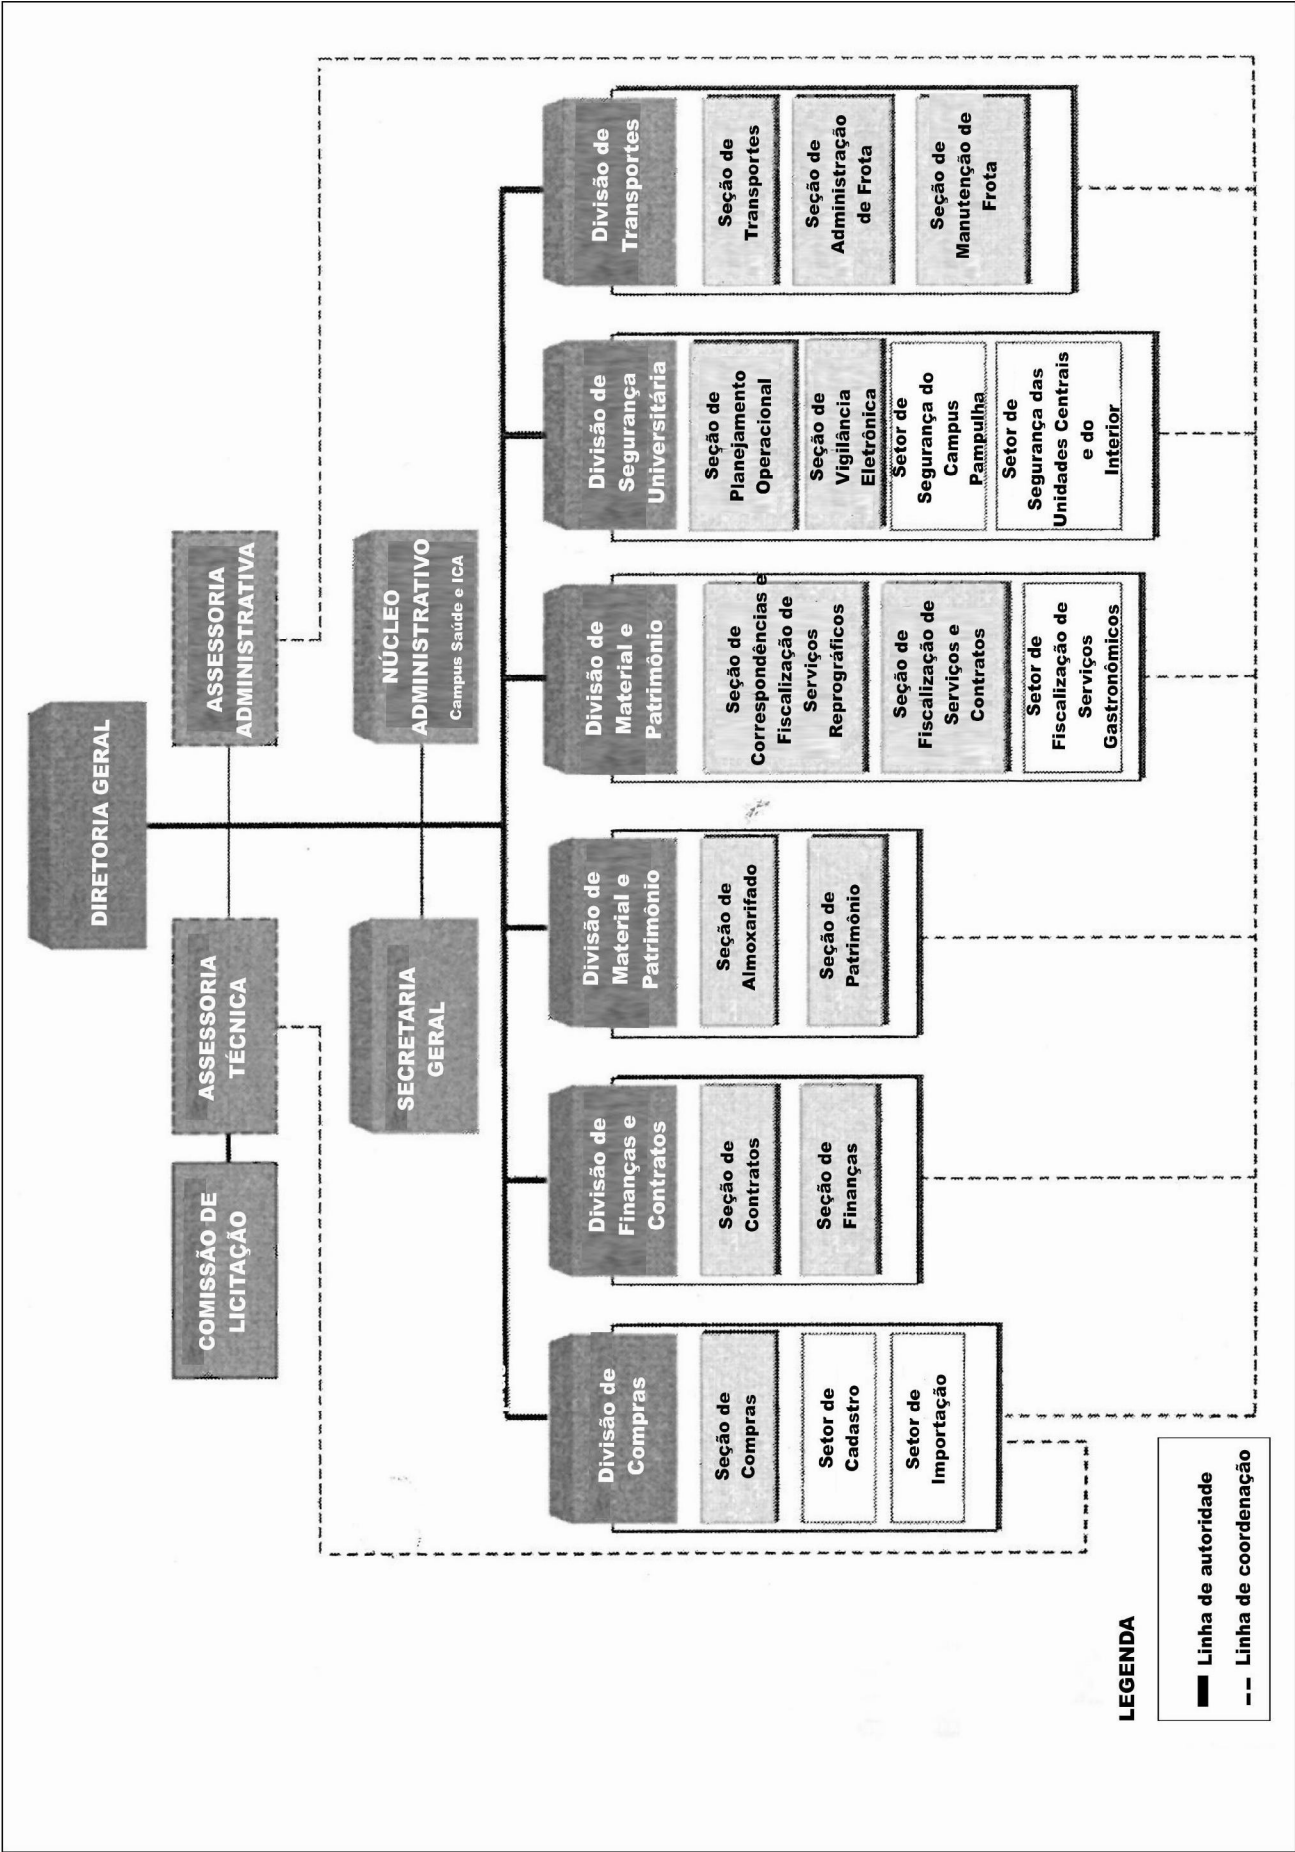 DIRETORIA GERAL
COMISSÃO DE
LICITAÇÃO
ASSESSORIA
TÉCNICA
ASSESSORIA
ADMINISTRATIVA
SECRETARIA
GERAL
NÚCLEO
ADMINISTRATIVO
Campus Saúde e ICA
Divisão de
Compras
Seção de
Compras
Setor de
Cadastro
Setor de
Importação
Divisão de
Finanças e
Contratos
Seção de
Contratos
Seção de
Finanças
Divisão de
Material e
Patrimônio
Seção de
Almoxarifado
Seção de
Patrimônio
Divisão de
Material e
Patrimônio
Seção de
Correspondências e
Fiscalização de
Serviços
Reprográficos
Seção de
Fiscalização de
Serviços e
Contratos
Setor de
Fiscalização de
Serviços
Gastronômicos
Divisão de
Segurança
Universitária
Seção de
Planejamento
Operacional
Seção de
Vigilância
Eletrônica
Setor de
Segurança do
Campus
Pampulha
Setor de
Segurança das
Unidades Centrais
e do
Interior
Divisão de
Transportes
Seção de
Transportes
Seção de
Administração
de Frota
Seção de
Manutenção de
Frota
LEGENDA
Linha de autoridade
Linha de coordenação